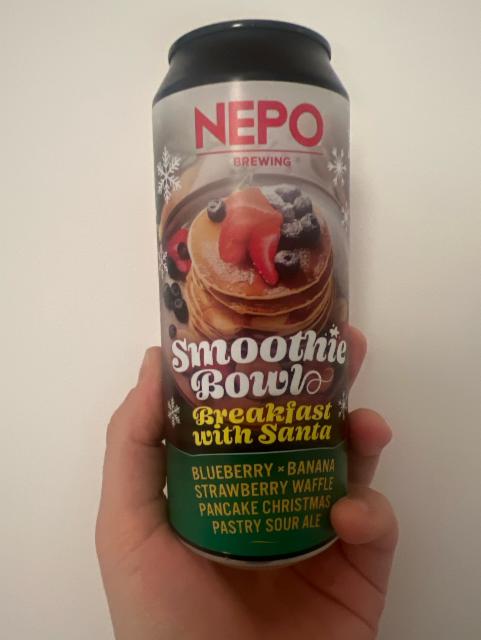 NEPO
BREWING
Smoothie
Bowl
Breakfast
with Santa
BLUEBERRY × BANANA
STRAWBERRY WAFFLE
PANCAKE CHRISTMAS
PASTRY SOUR ALE